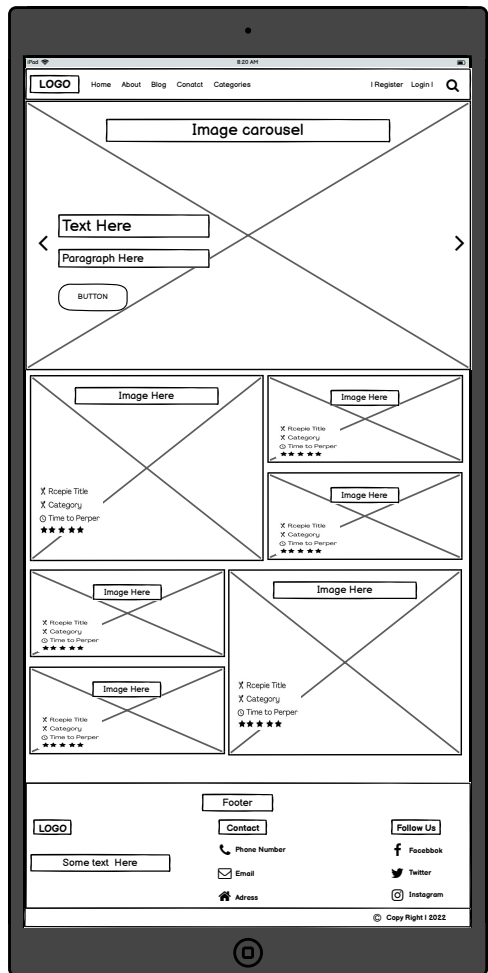 iPad 8:20 AM
LOGO Home About Blog Conatct Categories I Register Login I
Image carousel
Text Here
Paragraph Here
BUTTON
Image Here
Rcepie Title
Category
Time to Perper
Image Here
Rcepie Title
Category
Time to Perper
Image Here
Rcepie Title
Category
Time to Perper
Image Here
Rcepie Title
Category
Time to Perper
Image Here
Rcepie Title
Category
Time to Perper
Image Here
Rcepie Title
Category
Time to Perper
Footer
LOGO
Some text Here
Contact
Phone Number
Email
Adress
Follow Us
Facebbok
Twitter
Instagram
© Copy Right I 2022